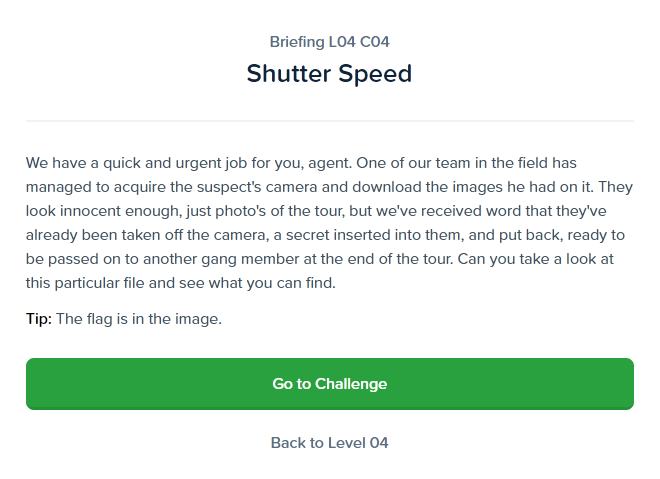 Briefing L04 C04
Shutter Speed
We have a quick and urgent job for you, agent. One of our team in the field has
managed to acquire the suspect's camera and download the images he had on it. They
look innocent enough, just photo's of the tour, but we've received word that they've
already been taken off the camera, a secret inserted into them, and put back, ready to
be passed on to another gang member at the end of the tour. Can you take a look at
this particular file and see what you can find.
Tip: The flag is in the image.
Go to Challenge
Back to Level 04